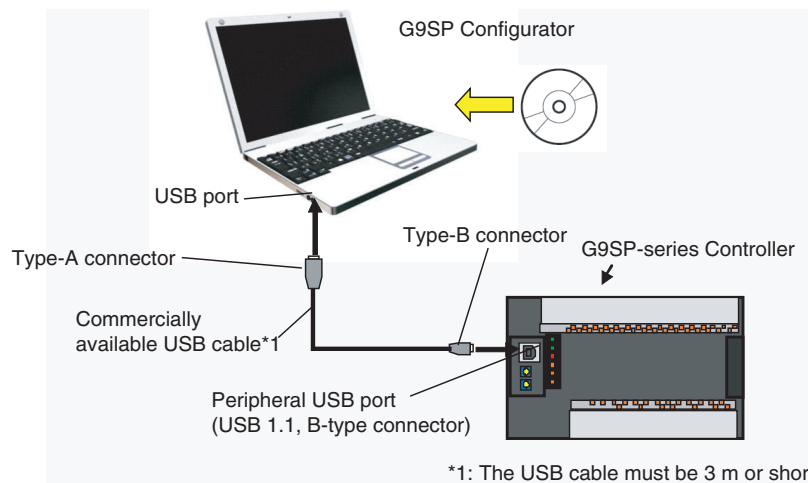 G9SP Configurator
USB port
Type-A connector
Type-B connector
G9SP-series Controller
Commercially
available USB cable*1
Peripheral USB port
(USB 1.1, B-type connector)
*1: The USB cable must be 3 m or shor